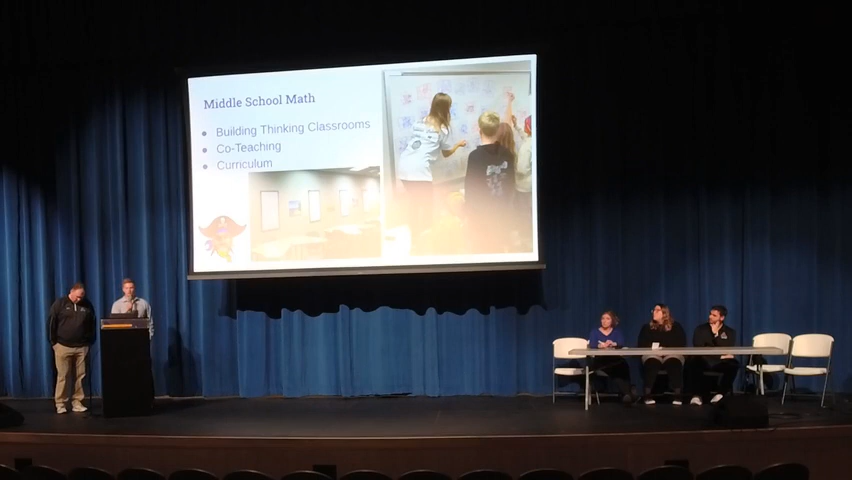 Middle School Math
● Building Thinking Classrooms
● Co-Teaching
● Curriculum